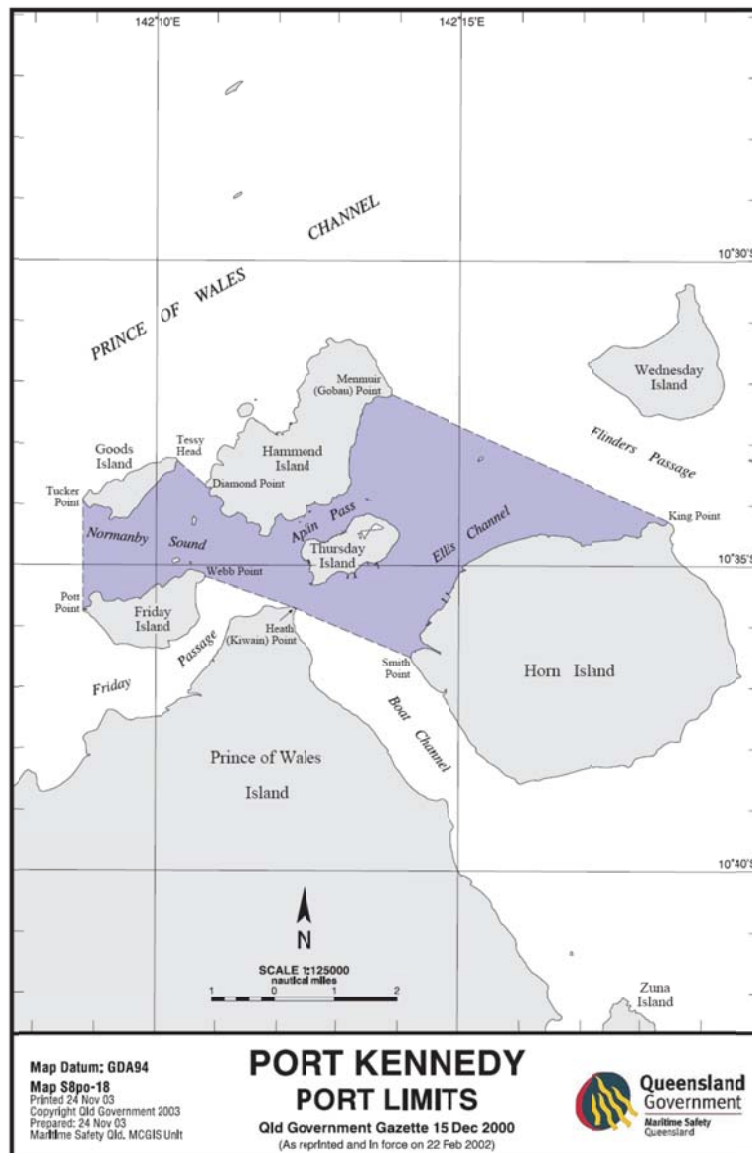 142°10'E
142°15'E
PRINCE OF WALES CHANNEL
10°30'S
Wednesday
Island
Menmuir
(Gobau) Point
Flinders Passage
Tessy
Head
Goods
Island
Hammond
Island
Diamond Point
Tucker
Point
King Point
Apin Pass
Ellis Channel
Normanby Sound
Thursday
Island
10°35'S
Webb Point
Pott
Point
Friday
Island
Heath
(Kiwain) Point
Friday Passage
Smith
Point
Horn Island
Boat Channel
Prince of Wales
Island
10°40'S
N
SCALE 1:125000
nautical miles
1 0 1 2
Zuna
Island
Map Datum: GDA94
Map S8po-18
Printed 24 Nov 03
Copyright Qld Government 2003
Prepared: 24 Nov 03
Maritime Safety Qld. MCGIS Unit
PORT KENNEDY
PORT LIMITS
Qld Government Gazette 15 Dec 2000
(As reprinted and in force on 22 Feb 2002)
Queensland
Government
Maritime Safety
Queensland